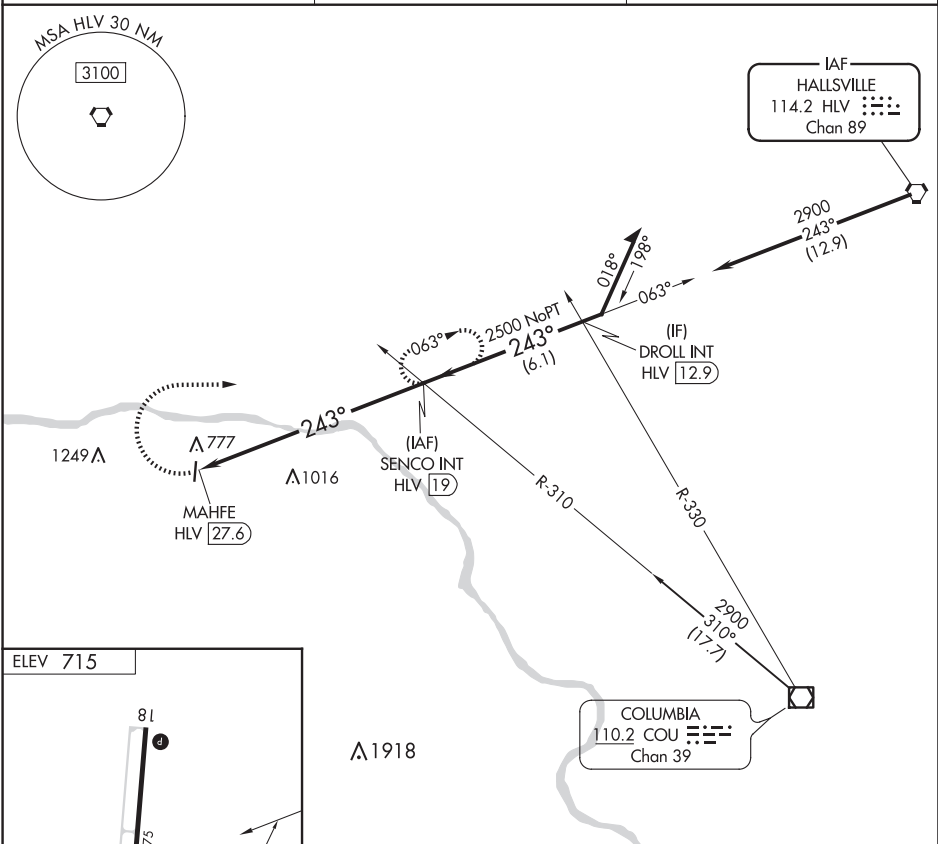 MSA HLV 30 NM
3100
IAF
HALLSVILLE
114.2 HLV
Chan 89
2900
243°
(12.9)
018°
198°
063°
2500 NoPT
243°
(6.1)
063°
(IF)
DROLL INT
HLV 12.9
243°
(IAF)
SENCO INT
HLV 19
1249
777
1016
MAHFE
HLV 27.6
R-310
R-330
2900
310°
(17.7)
COLUMBIA
110.2 COU
Chan 39
1918
ELEV 715
18
P
75